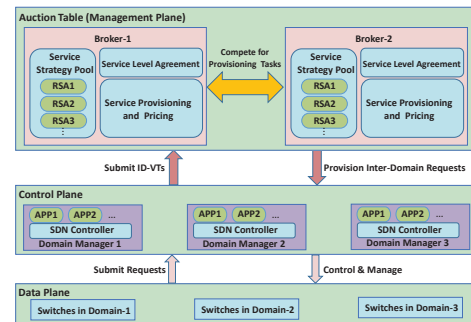 Auction Table (Management Plane)
Broker-1
Service
Strategy Pool
RSA1
RSA2
RSA3
⋮
Service Level Agreement
Service Provisioning
and Pricing
Compete for
Provisioning Tasks
Broker-2
Service
Strategy Pool
RSA1
RSA2
RSA3
⋮
Service Level Agreement
Service Provisioning
and Pricing
Submit ID-VTs
Provision Inter-Domain Requests
Control Plane
APP1 APP2 ...
SDN Controller
Domain Manager 1
APP1 APP2 ...
SDN Controller
Domain Manager 2
APP1 APP2 ...
SDN Controller
Domain Manager 3
Submit Requests
Control & Manage
Data Plane
Switches in Domain-1
Switches in Domain-2
Switches in Domain-3